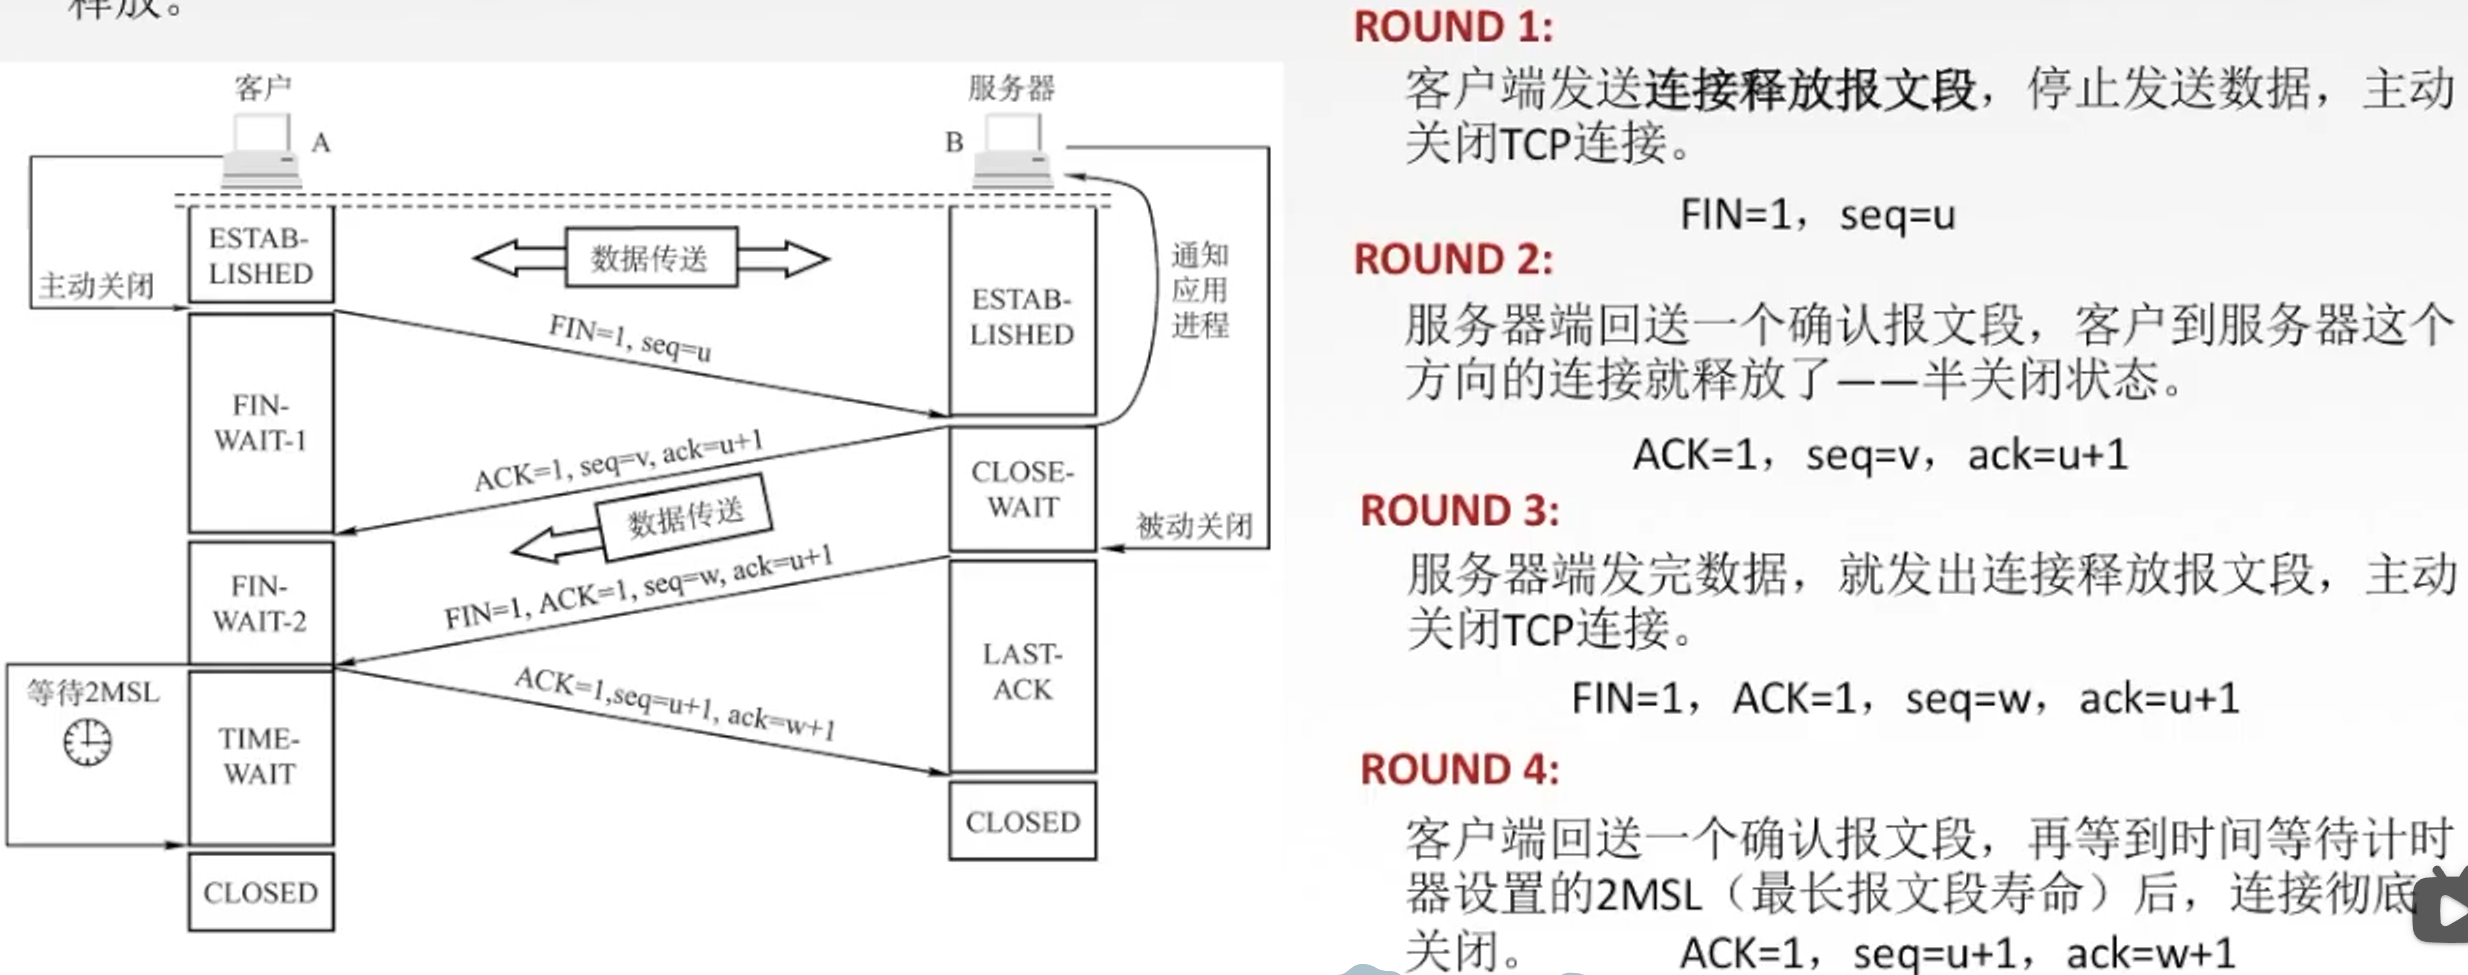 释放。
客户
服务器
A
B
ESTAB-
LISHED
数据传送
通知
应用
进程
主动关闭
ESTAB-
LISHED
FIN=1, seq=u
FIN-
WAIT-1
ACK=1, seq=v, ack=u+1
CLOSE-
WAIT
数据传送
被动关闭
FIN=1, ACK=1, seq=w, ack=u+1
FIN-
WAIT-2
LAST-
ACK
等待2MSL
ACK=1,seq=u+1, ack=w+1
TIME-
WAIT
CLOSED
CLOSED
ROUND 1:
客户端发送连接释放报文段，停止发送数据，主动
关闭TCP连接。
FIN=1，seq=u
ROUND 2:
服务器端回送一个确认报文段，客户到服务器这个
方向的连接就释放了——半关闭状态。
ACK=1，seq=v，ack=u+1
ROUND 3:
服务器端发完数据，就发出连接释放报文段，主动
关闭TCP连接。
FIN=1，ACK=1，seq=w，ack=u+1
ROUND 4:
客户端回送一个确认报文段，再等到时间等待计时
器设置的2MSL（最长报文段寿命）后，连接彻底
关闭。 ACK=1，seq=u+1，ack=w+1